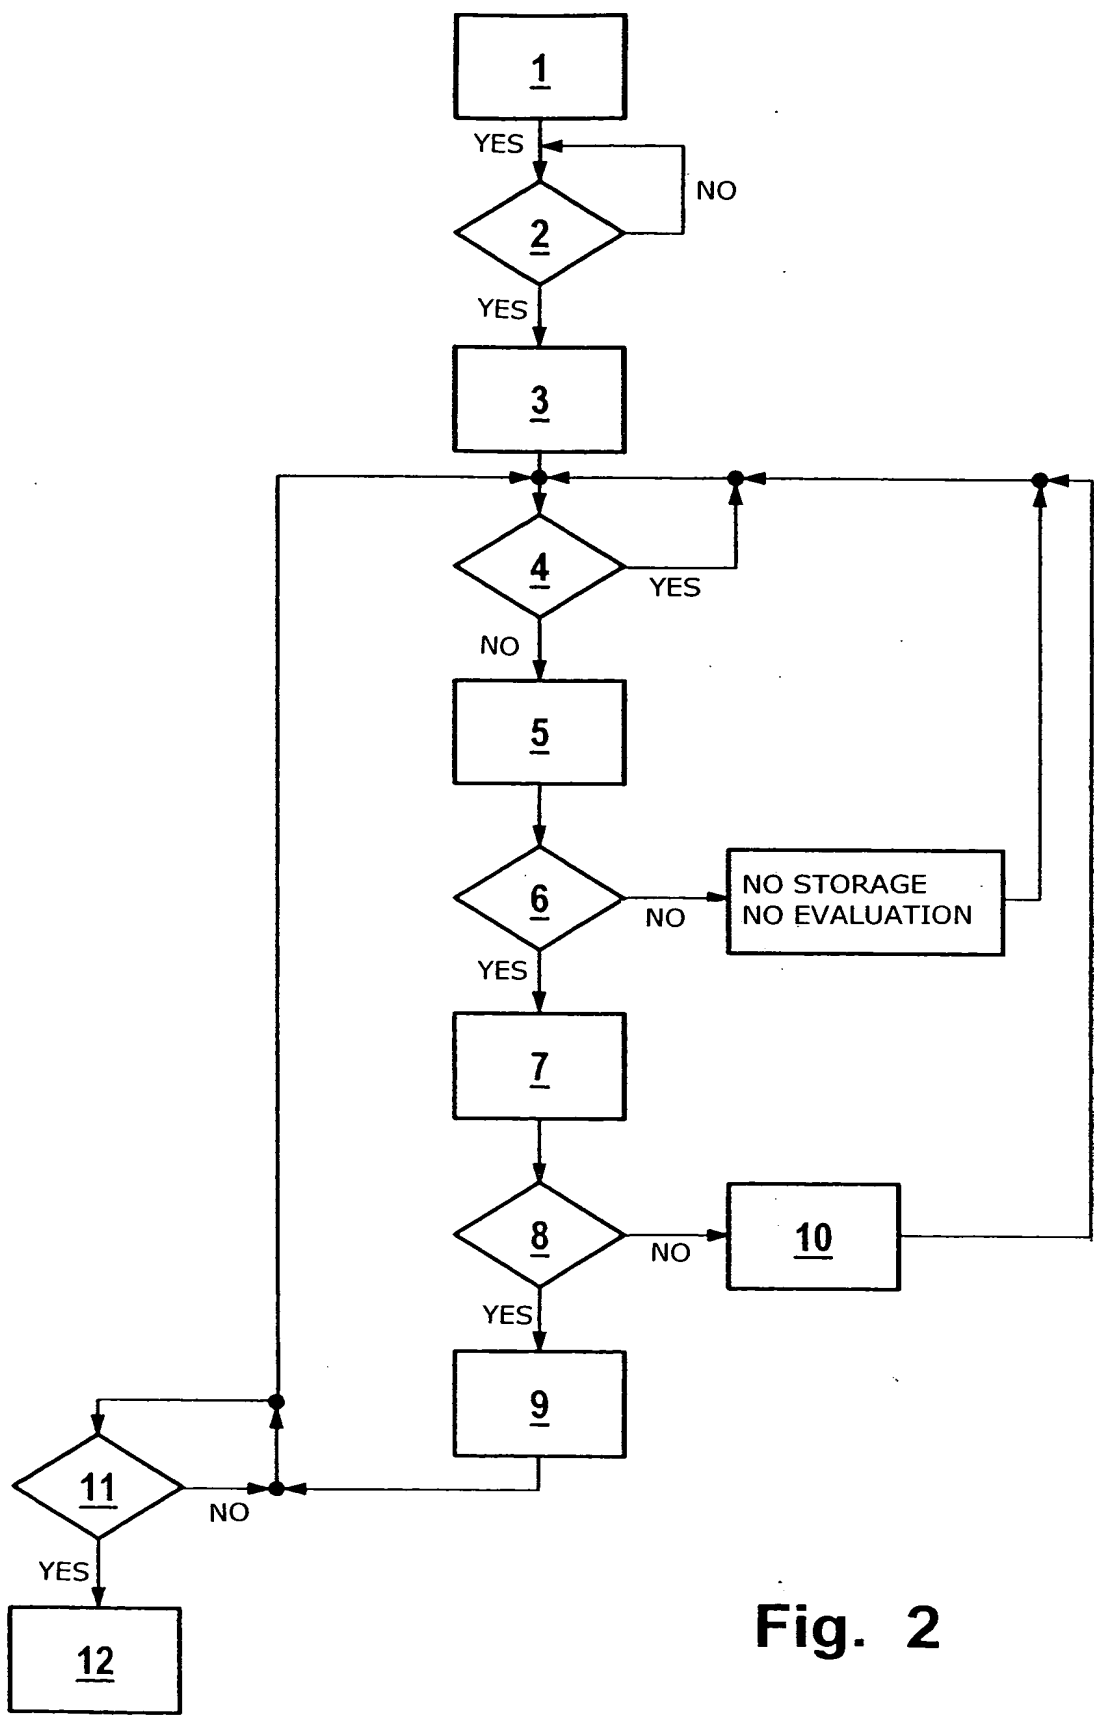 1
YES
NO
2
YES
3
4
YES
NO
5
6
NO
NO STORAGE
NO EVALUATION
YES
7
8
NO
10
YES
9
11
NO
YES
12
Fig. 2